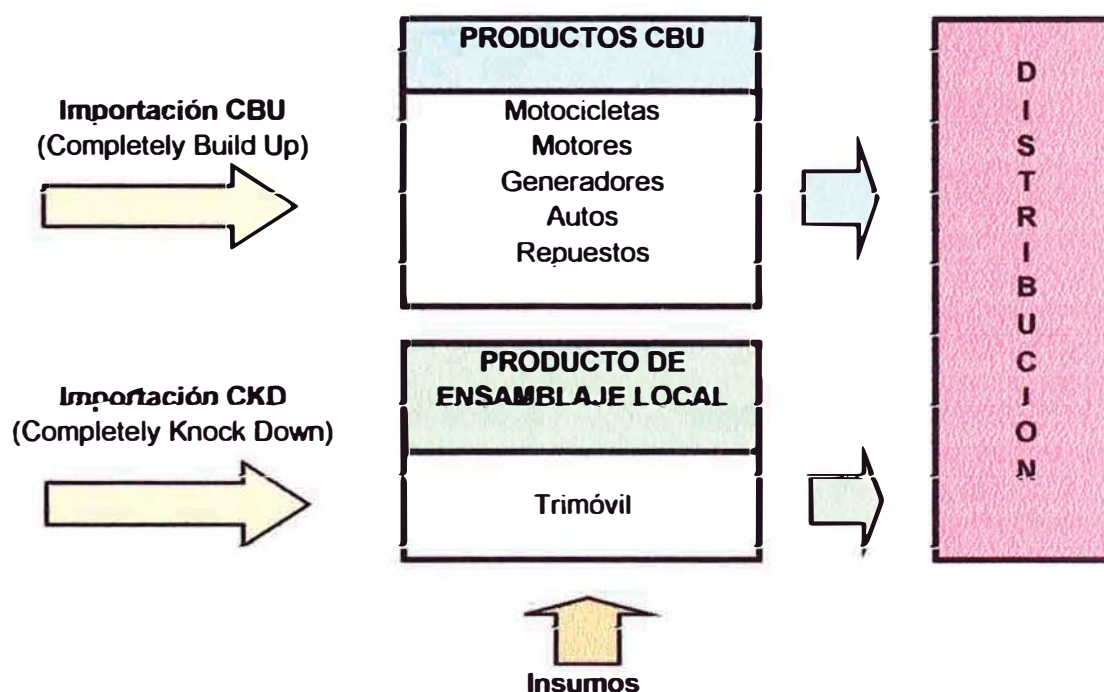 Importación CBU
(Completely Build Up)
PRODUCTOS CBU
Motocicletas
Motores
Generadores
Autos
Repuestos
Importación CKD
(Completely Knock Down)
PRODUCTO DE
ENSAMBLAJE LOCAL
Trimóvil
Insumos
DISTRIBUCION